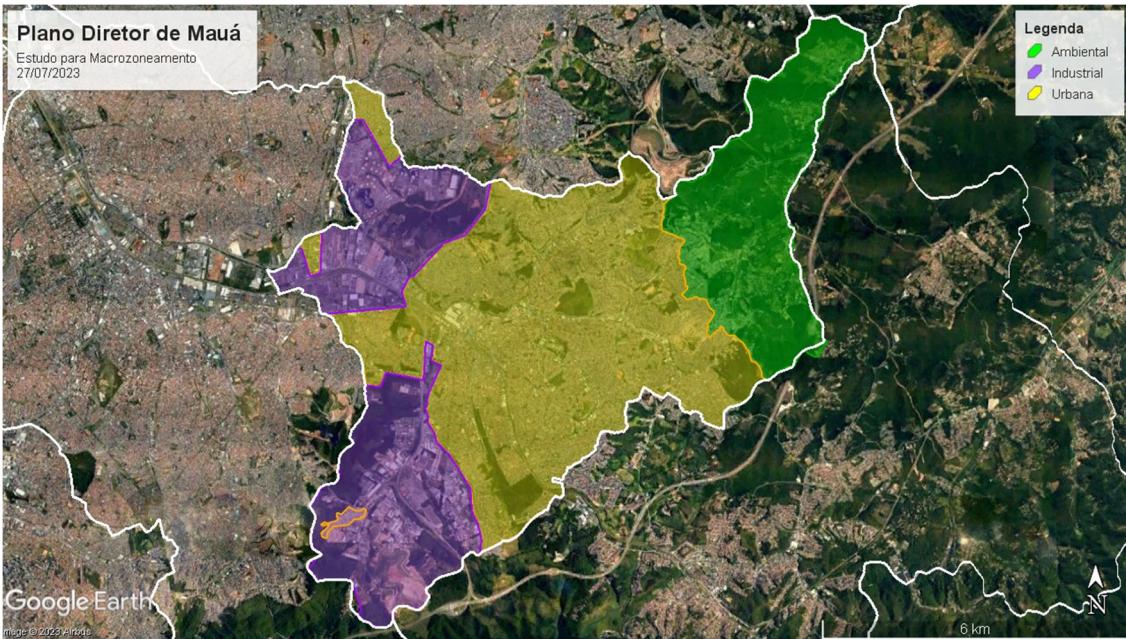 Plano Diretor de Mauá
Estudo para Macrozoneamento
27/07/2023
Legenda
Ambiental
Industrial
Urbana
Google Earth
Image © 2023 Airbus
N
6 km